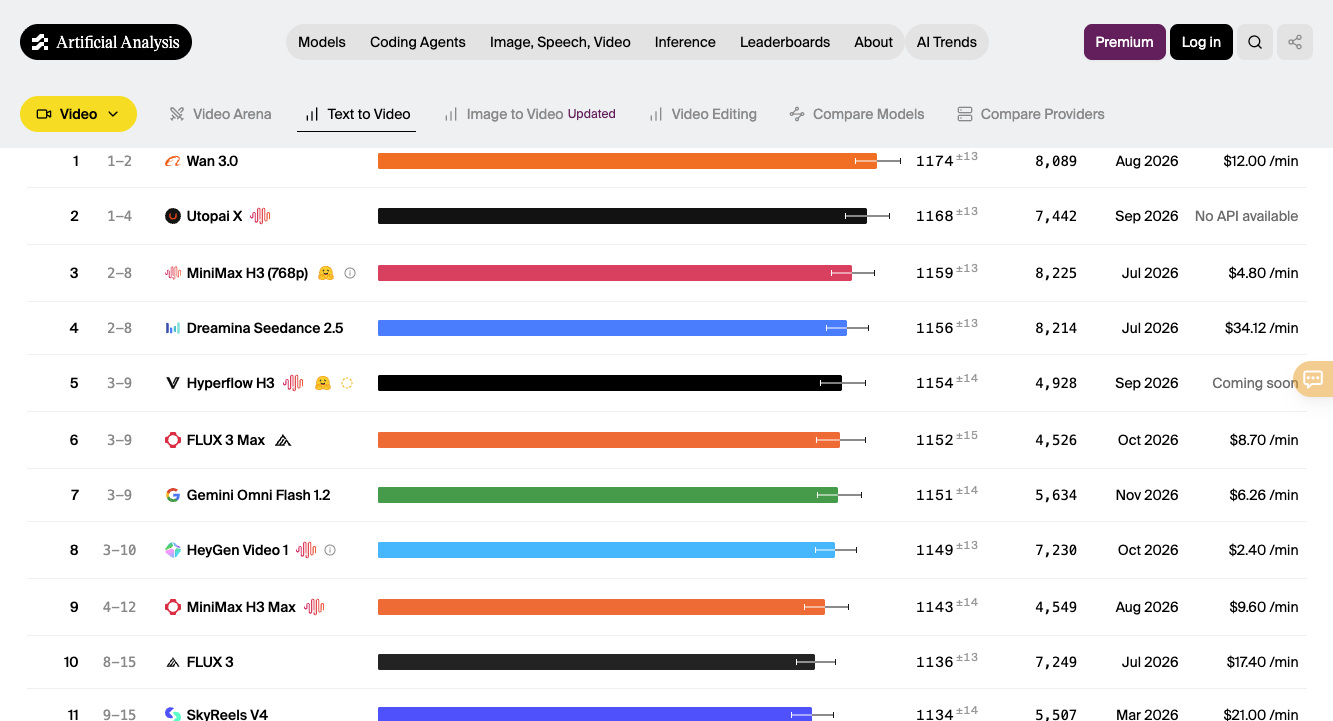 Artificial Analysis Models Coding Agents Image, Speech, Video Inference Leaderboards About AI Trends Premium Log in
Video Video Arena Text to Video Image to Video Updated Video Editing Compare Models Compare Providers
1 1–2 Wan 3.0 1174 ±13 8,089 Aug 2026 $12.00 /min
2 1–4 Utopai X 1168 ±13 7,442 Sep 2026 No API available
3 2–8 MiniMax H3 (768p) 1159 ±13 8,225 Jul 2026 $4.80 /min
4 2–8 Dreamina Seedance 2.5 1156 ±13 8,214 Jul 2026 $34.12 /min
5 3–9 Hyperflow H3 1154 ±14 4,928 Sep 2026 Coming soon
6 3–9 FLUX 3 Max 1152 ±15 4,526 Oct 2026 $8.70 /min
7 3–9 Gemini Omni Flash 1.2 1151 ±14 5,634 Nov 2026 $6.26 /min
8 3–10 HeyGen Video 1 1149 ±13 7,230 Oct 2026 $2.40 /min
9 4–12 MiniMax H3 Max 1143 ±14 4,549 Aug 2026 $9.60 /min
10 8–15 FLUX 3 1136 ±13 7,249 Jul 2026 $17.40 /min
11 9–15 SkyReels V4 1134 ±14 5,507 Mar 2026 $21.00 /min